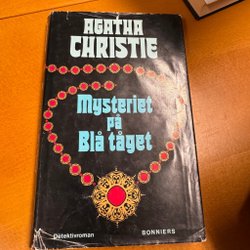 AGATHA
CHRISTIE
Mysteriet
på
Blå tåget
Detektivroman BONNIERS